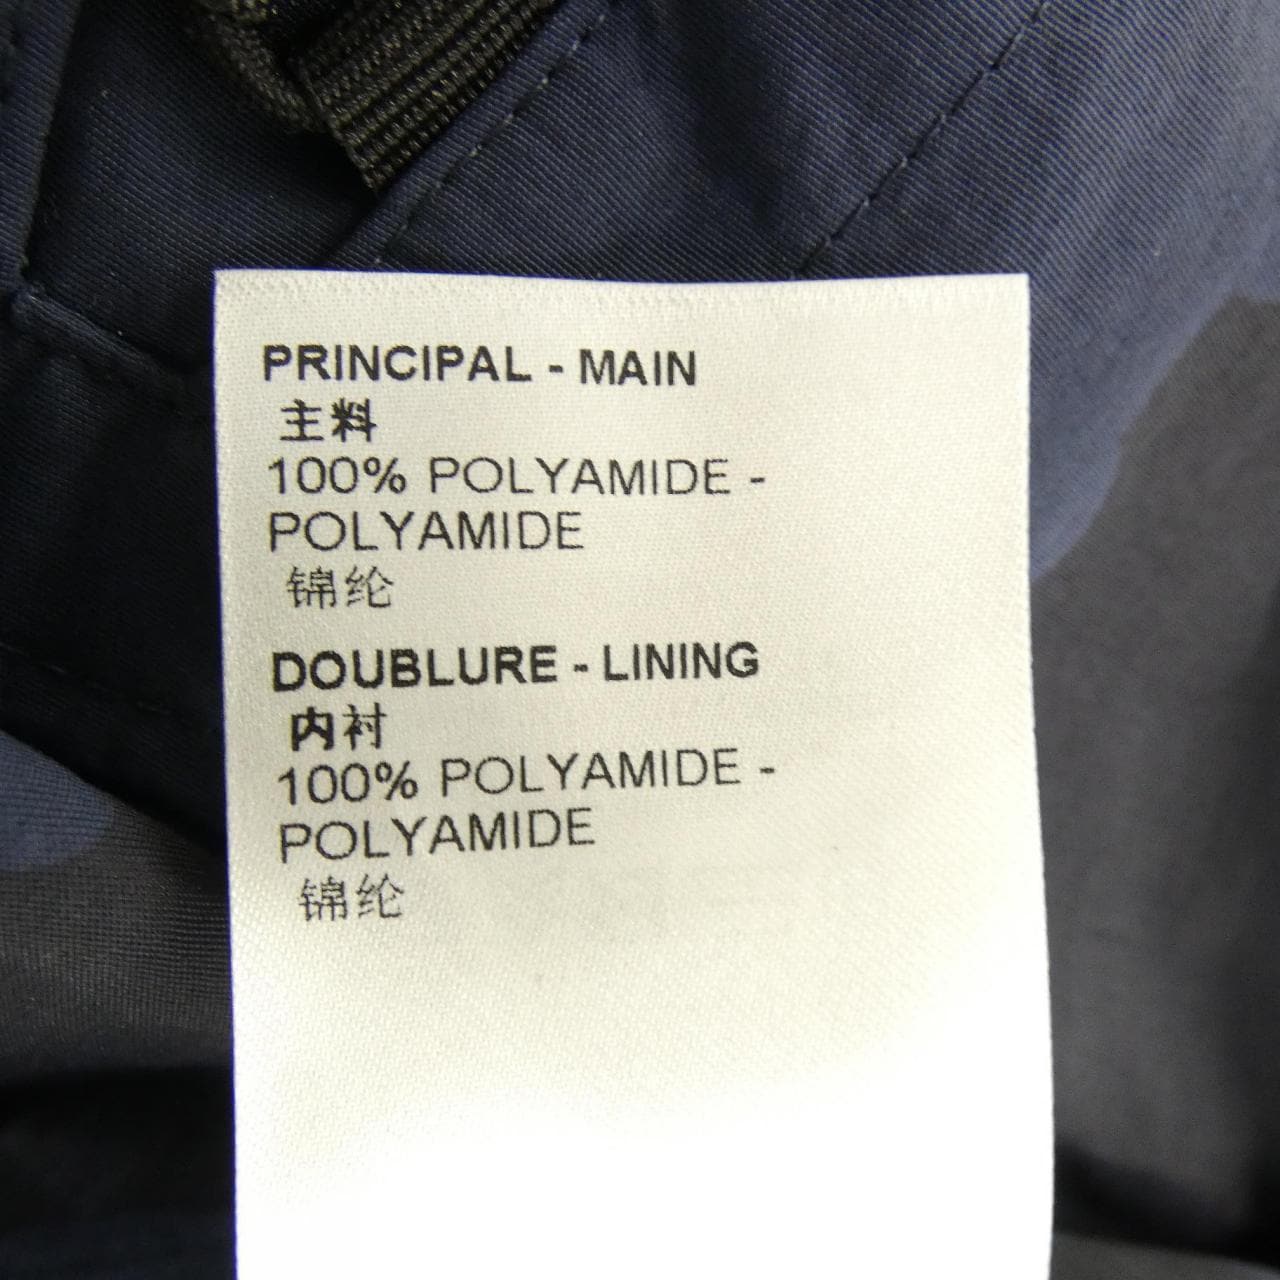 PRINCIPAL - MAIN
主料
100% POLYAMIDE -
POLYAMIDE
锦纶
DOUBLURE - LINING
内衬
100% POLYAMIDE -
POLYAMIDE
锦纶